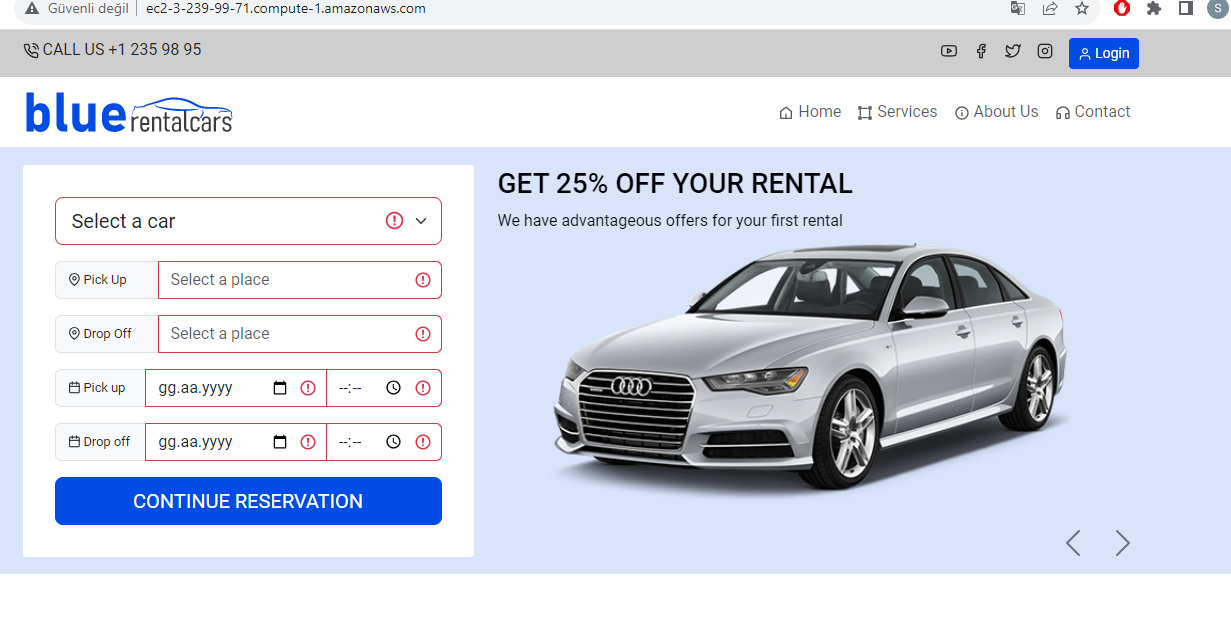 Güvenli değil
ec2-3-239-99-71.compute-1.amazonaws.com
S
CALL US +1 235 98 95
Login
blue rentalcars
Home Services About Us Contact
Select a car
GET 25% OFF YOUR RENTAL
We have advantageous offers for your first rental
Pick Up Select a place
Drop Off Select a place
Pick up gg.aa.yyyy --:--
Drop off gg.aa.yyyy --:--
CONTINUE RESERVATION